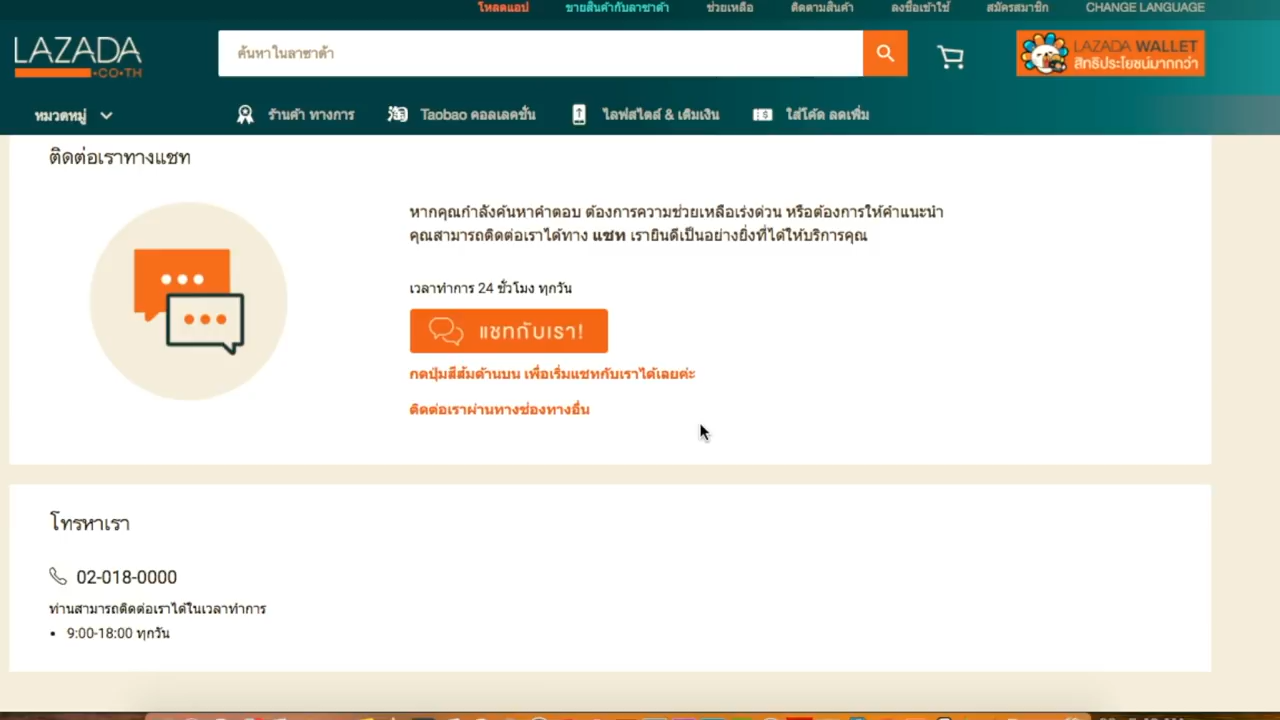 โหลดแอป ขายสินค้ากับลาซาด้า ช่วยเหลือ ติดตามสินค้า ลงชื่อเข้าใช้ สมัครสมาชิก CHANGE LANGUAGE
LAZADA
.CO.TH
ค้นหาในลาซาด้า
LAZADA WALLET
สิทธิประโยชน์มากกว่า
หมวดหมู่ ร้านค้า ทางการ Taobao คอลเลคชั่น ไลฟสไตล์ & เติมเงิน ใส่โค้ด ลดเพิ่ม
ติดต่อเราทางแชท
หากคุณกำลังค้นหาคำตอบ ต้องการความช่วยเหลือเร่งด่วน หรือต้องการให้คำแนะนำ
คุณสามารถติดต่อเราได้ทาง แชท เรายินดีเป็นอย่างยิ่งที่ได้ให้บริการคุณ
เวลาทำการ 24 ชั่วโมง ทุกวัน
แชทกับเรา!
กดปุ่มสีส้มด้านบน เพื่อเริ่มแชทกับเราได้เลยค่ะ
ติดต่อเราผ่านทางช่องทางอื่น
โทรหาเรา
02-018-0000
ท่านสามารถติดต่อเราได้ในเวลาทำการ
• 9:00-18:00 ทุกวัน